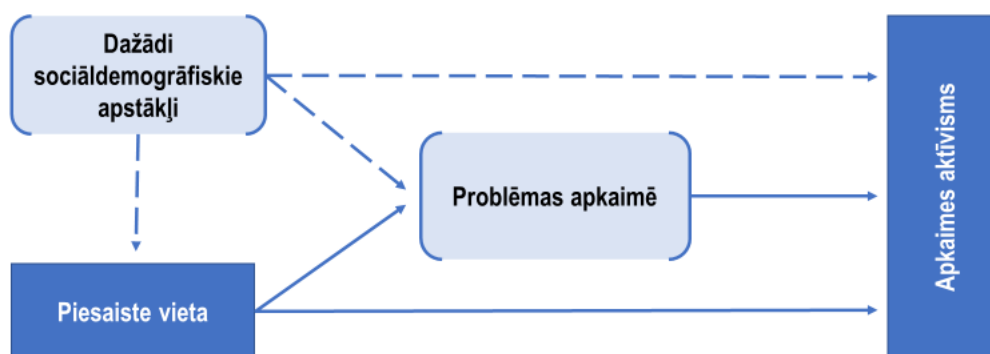 Dažādi
sociāldemogrāfiskie
apstākļi
Problēmas apkaimē
Piesaiste vieta
Apkaimes aktīvisms